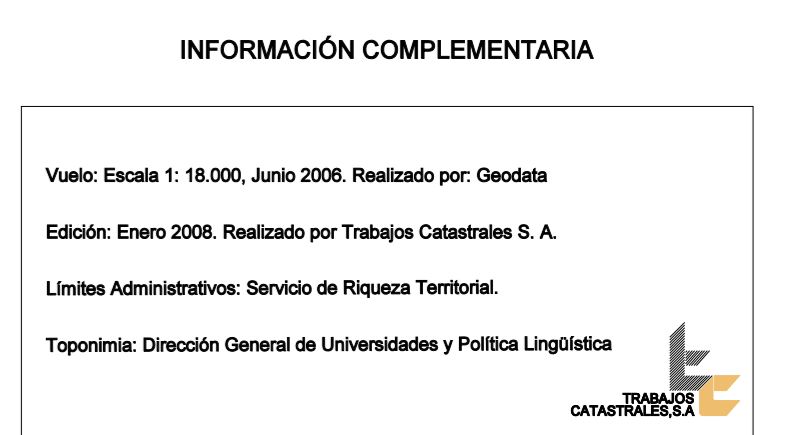 INFORMACIÓN COMPLEMENTARIA
Vuelo: Escala 1: 18.000, Junio 2006. Realizado por: Geodata
Edición: Enero 2008. Realizado por Trabajos Catastrales S. A.
Límites Administrativos: Servicio de Riqueza Territorial.
Toponimia: Dirección General de Universidades y Política Lingüística
TRABAJOS
CATASTRALES,S.A